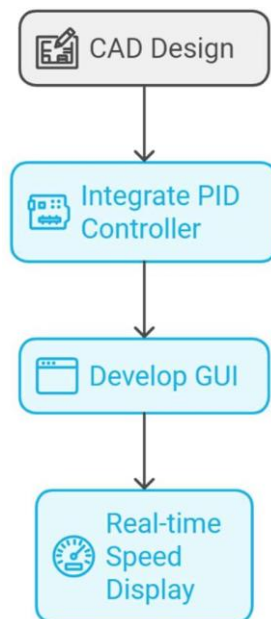 CAD Design
Integrate PID
Controller
Develop GUI
Real-time
Speed
Display